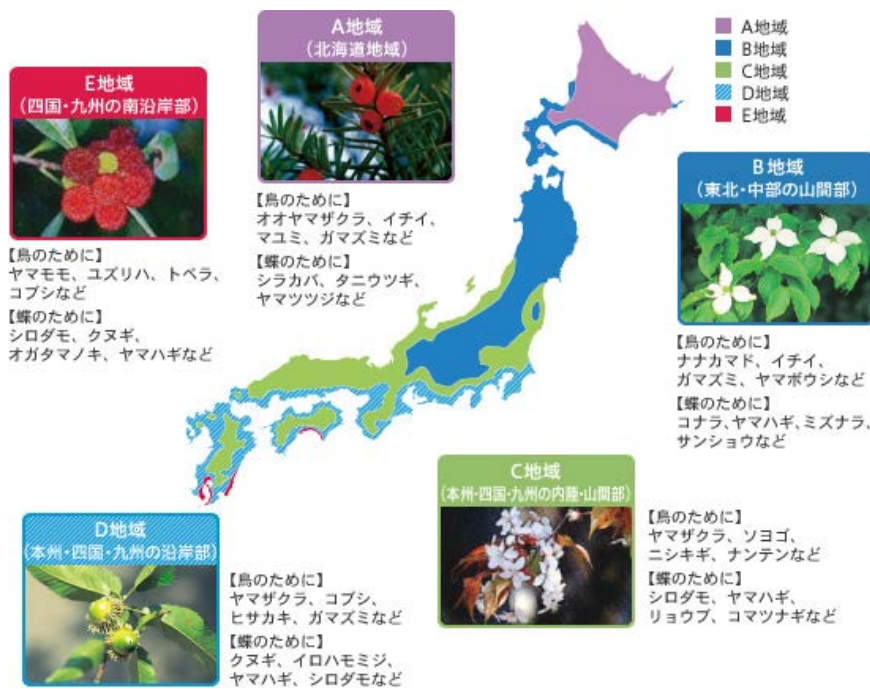 A地域
(北海道地域)
【鳥のために】
オオヤマザクラ、イチイ、
マユミ、ガマズミなど
【蝶のために】
シラカバ、タニウツギ、
ヤマツツジなど
A地域
B地域
C地域
D地域
E地域
E地域
(四国・九州の南沿岸部)
【鳥のために】
ヤマモモ、ユズリハ、トベラ、
コブシなど
【蝶のために】
シロダモ、クヌギ、
オガタマノキ、ヤマハギなど
B地域
(東北・中部の山間部)
【鳥のために】
ナナカマド、イチイ、
ガマズミ、ヤマボウシなど
【蝶のために】
コナラ、ヤマハギ、ミズナラ、
サンショウなど
C地域
(本州・四国・九州の内陸・山間部)
【鳥のために】
ヤマザクラ、ソヨゴ、
ニシキギ、ナンテンなど
【蝶のために】
シロダモ、ヤマハギ、
リョウブ、コマツナギなど
D地域
(本州・四国・九州の沿岸部)
【鳥のために】
ヤマザクラ、コブシ、
ヒサカキ、ガマズミなど
【蝶のために】
クヌギ、イロハモミジ、
ヤマハギ、シロダモなど